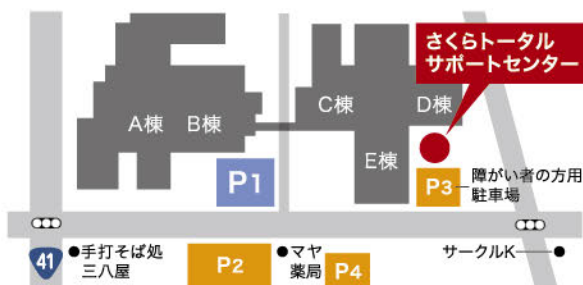 さくらトータル
サポートセンター
A棟
B棟
C棟
D棟
E棟
P1
P3
障がい者の方用
駐車場
41
●手打そば処
三八屋
P2
●マヤ
薬局
P4
サークルK